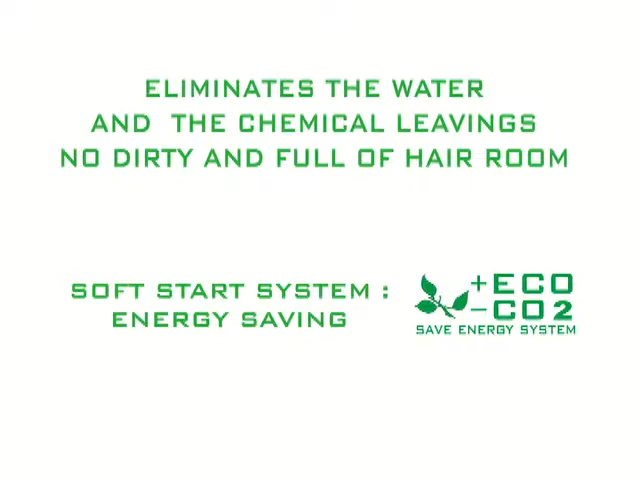 ELIMINATES THE WATER
AND THE CHEMICAL LEAVINGS
NO DIRTY AND FULL OF HAIR ROOM
SOFT START SYSTEM :
ENERGY SAVING
+ECO
-CO2
SAVE ENERGY SYSTEM